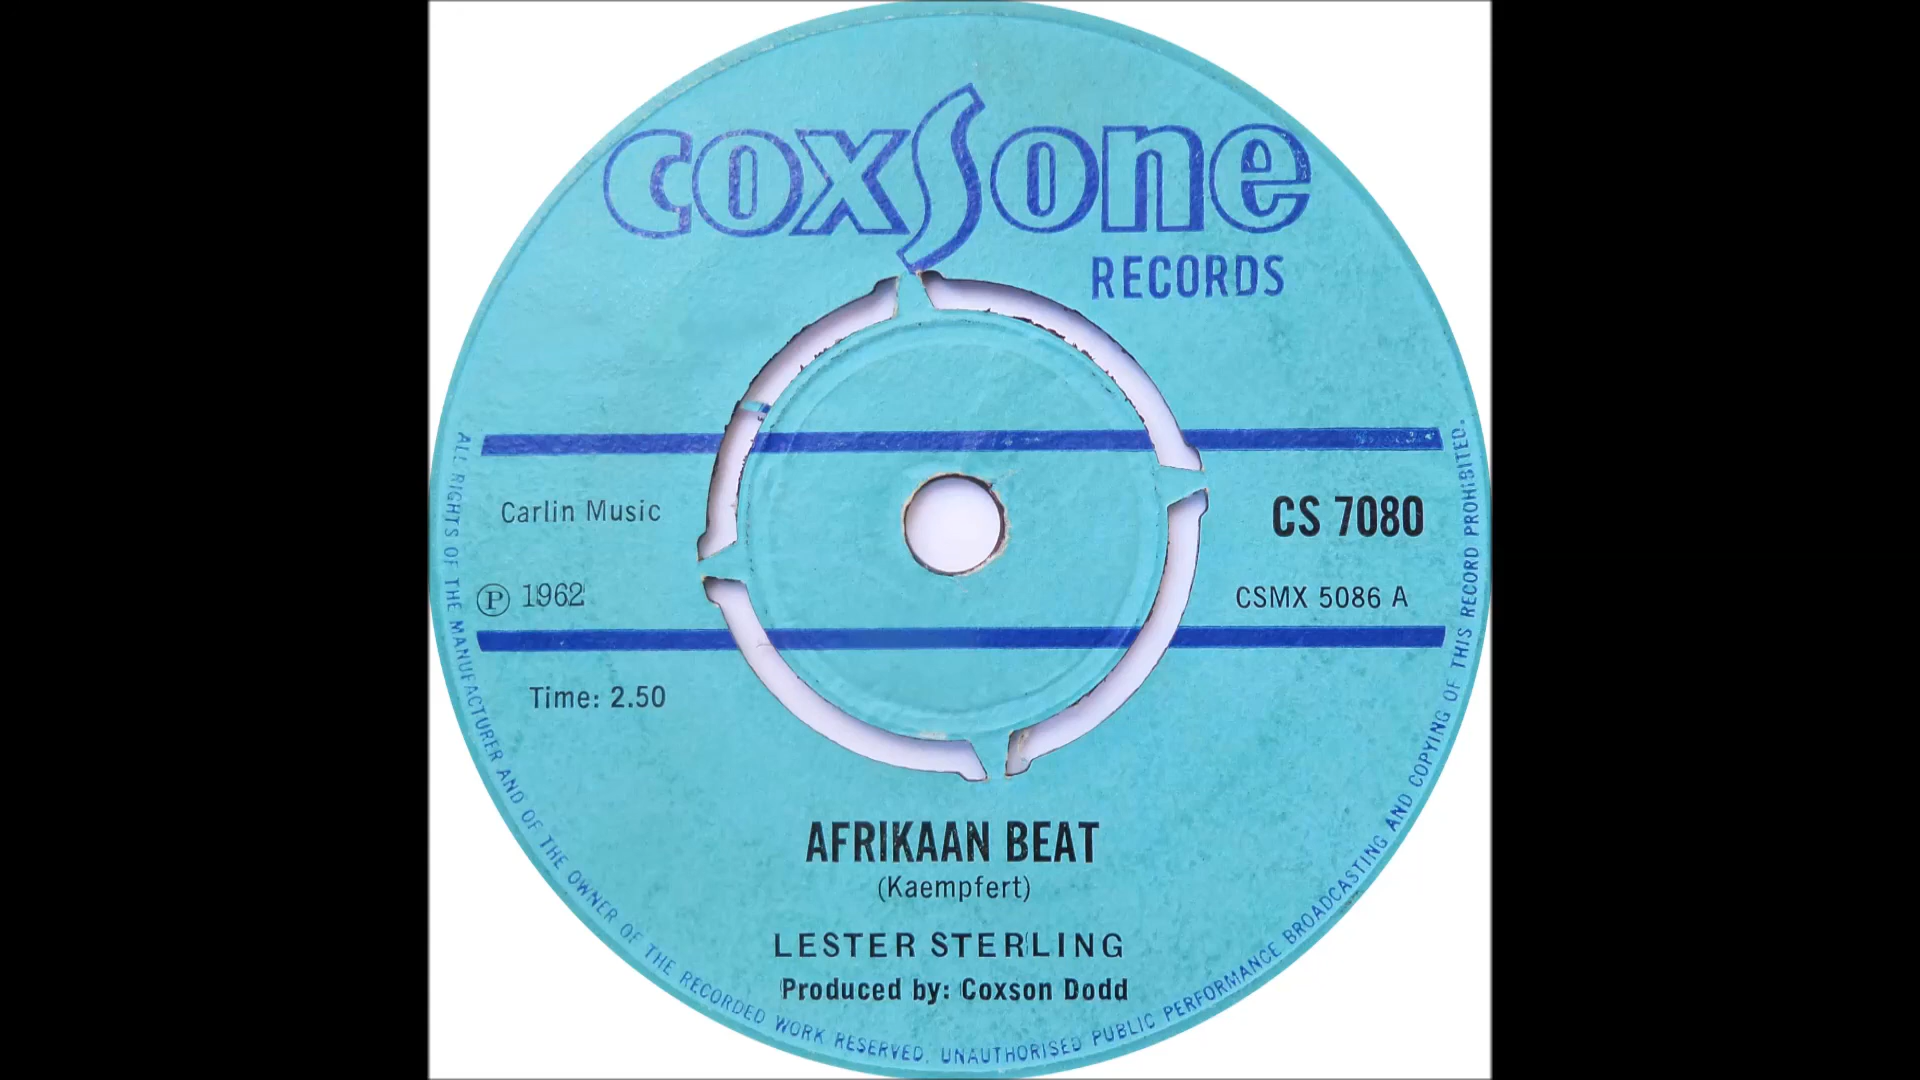 coxsone
RECORDS
Carlin Music
CS 7080
Ⓟ 1962
CSMX 5086 A
Time: 2.50
AFRIKAAN BEAT
(Kaempfert)
LESTER STERLING
Produced by: Coxson Dodd
ALL RIGHTS OF THE MANUFACTURER AND OF THE OWNER OF THE RECORDED WORK RESERVED. UNAUTHORISED PUBLIC PERFORMANCE BROADCASTING AND COPYING OF THIS RECORD PROHIBITED.